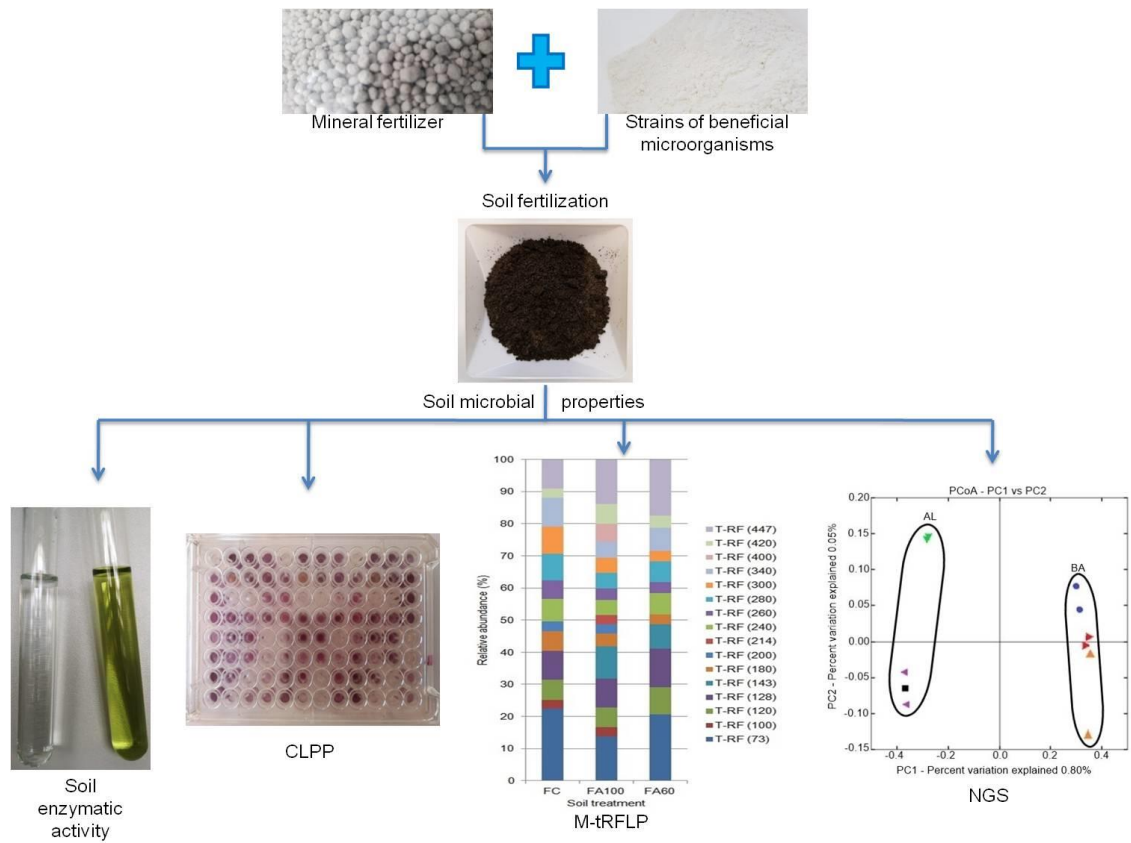 Mineral fertilizer
Strains of beneficial
microorganisms
Soil fertilization
Soil microbial properties
100
90
80
70
60
50
40
30
20
10
0
Relative abundance (%)
FC FA100 FA60
Soil treatment
T-RF (447)
T-RF (420)
T-RF (400)
T-RF (340)
T-RF (300)
T-RF (280)
T-RF (260)
T-RF (240)
T-RF (214)
T-RF (200)
T-RF (180)
T-RF (143)
T-RF (128)
T-RF (120)
T-RF (100)
T-RF (73)
PCoA - PC1 vs PC2
0.20
0.15
0.10
0.05
0.00
-0.05
-0.10
-0.15
PC2 - Percent variation explained 0.05%
AL
BA
-0.4 -0.2 0.0 0.2 0.4
PC1 - Percent variation explained 0.80%
Soil
enzymatic
activity
CLPP
M-tRFLP
NGS